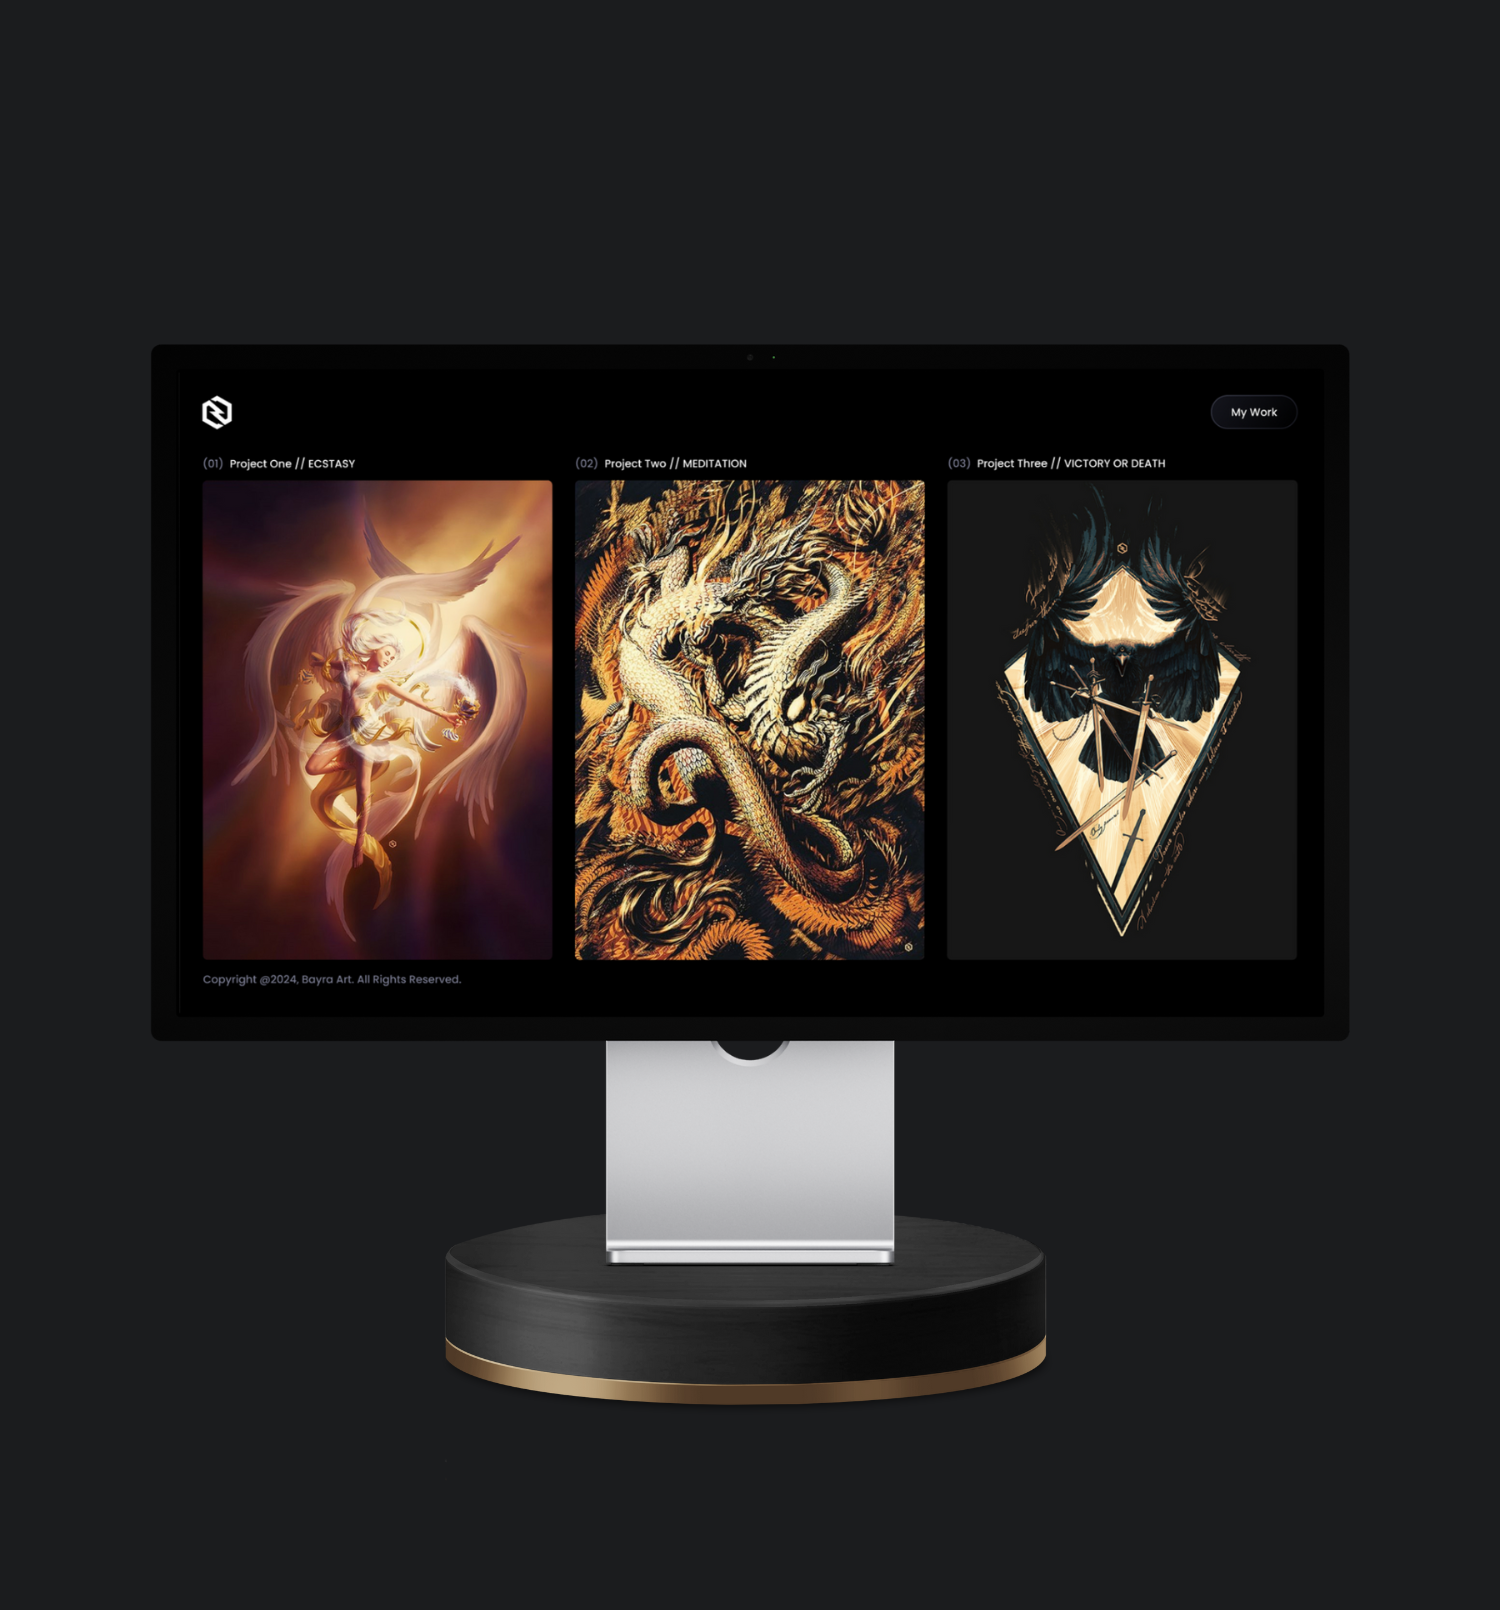 My Work
(01) Project One // ECSTASY
(02) Project Two // MEDITATION
(03) Project Three // VICTORY OR DEATH
Copyright @2024, Bayra Art. All Rights Reserved.